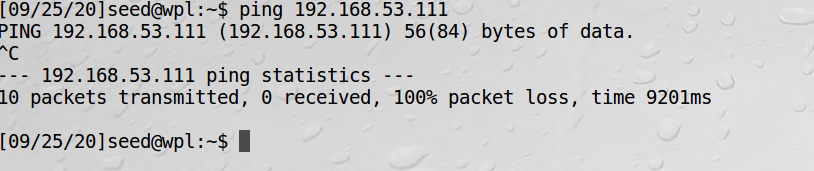 [09/25/20]seed@wpl:~$ ping 192.168.53.111
PING 192.168.53.111 (192.168.53.111) 56(84) bytes of data.
^C
--- 192.168.53.111 ping statistics ---
10 packets transmitted, 0 received, 100% packet loss, time 9201ms
[09/25/20]seed@wpl:~$